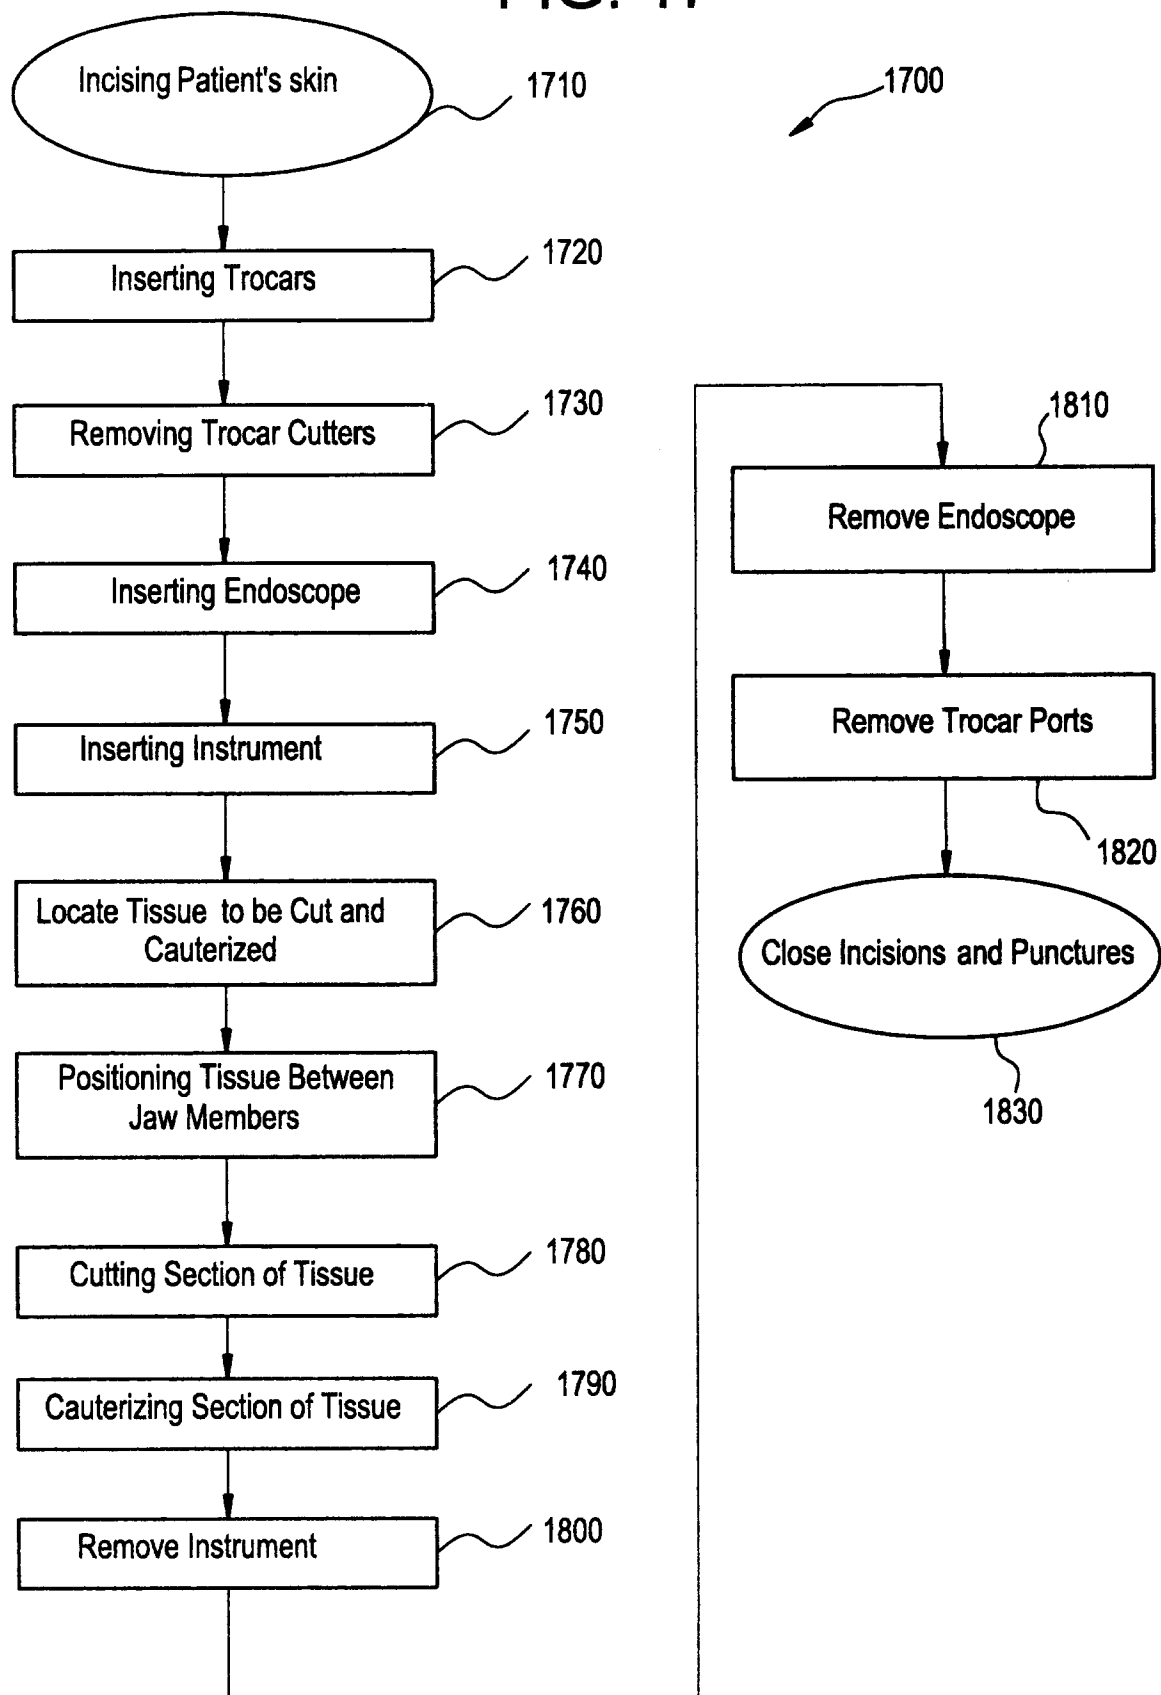 FIG. 17
Incising Patient's skin
1710
1700
Inserting Trocars
1720
Removing Trocar Cutters
1730
Inserting Endoscope
1740
Inserting Instrument
1750
Locate Tissue to be Cut and
Cauterized
1760
Positioning Tissue Between
Jaw Members
1770
Cutting Section of Tissue
1780
Cauterizing Section of Tissue
1790
Remove Instrument
1800
1810
Remove Endoscope
Remove Trocar Ports
1820
Close Incisions and Punctures
1830